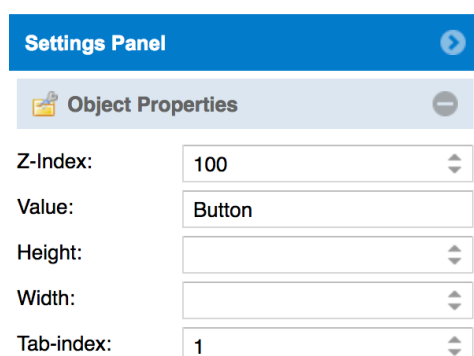 Settings Panel
Object Properties
Z-Index: 100
Value: Button
Height:
Width:
Tab-index: 1